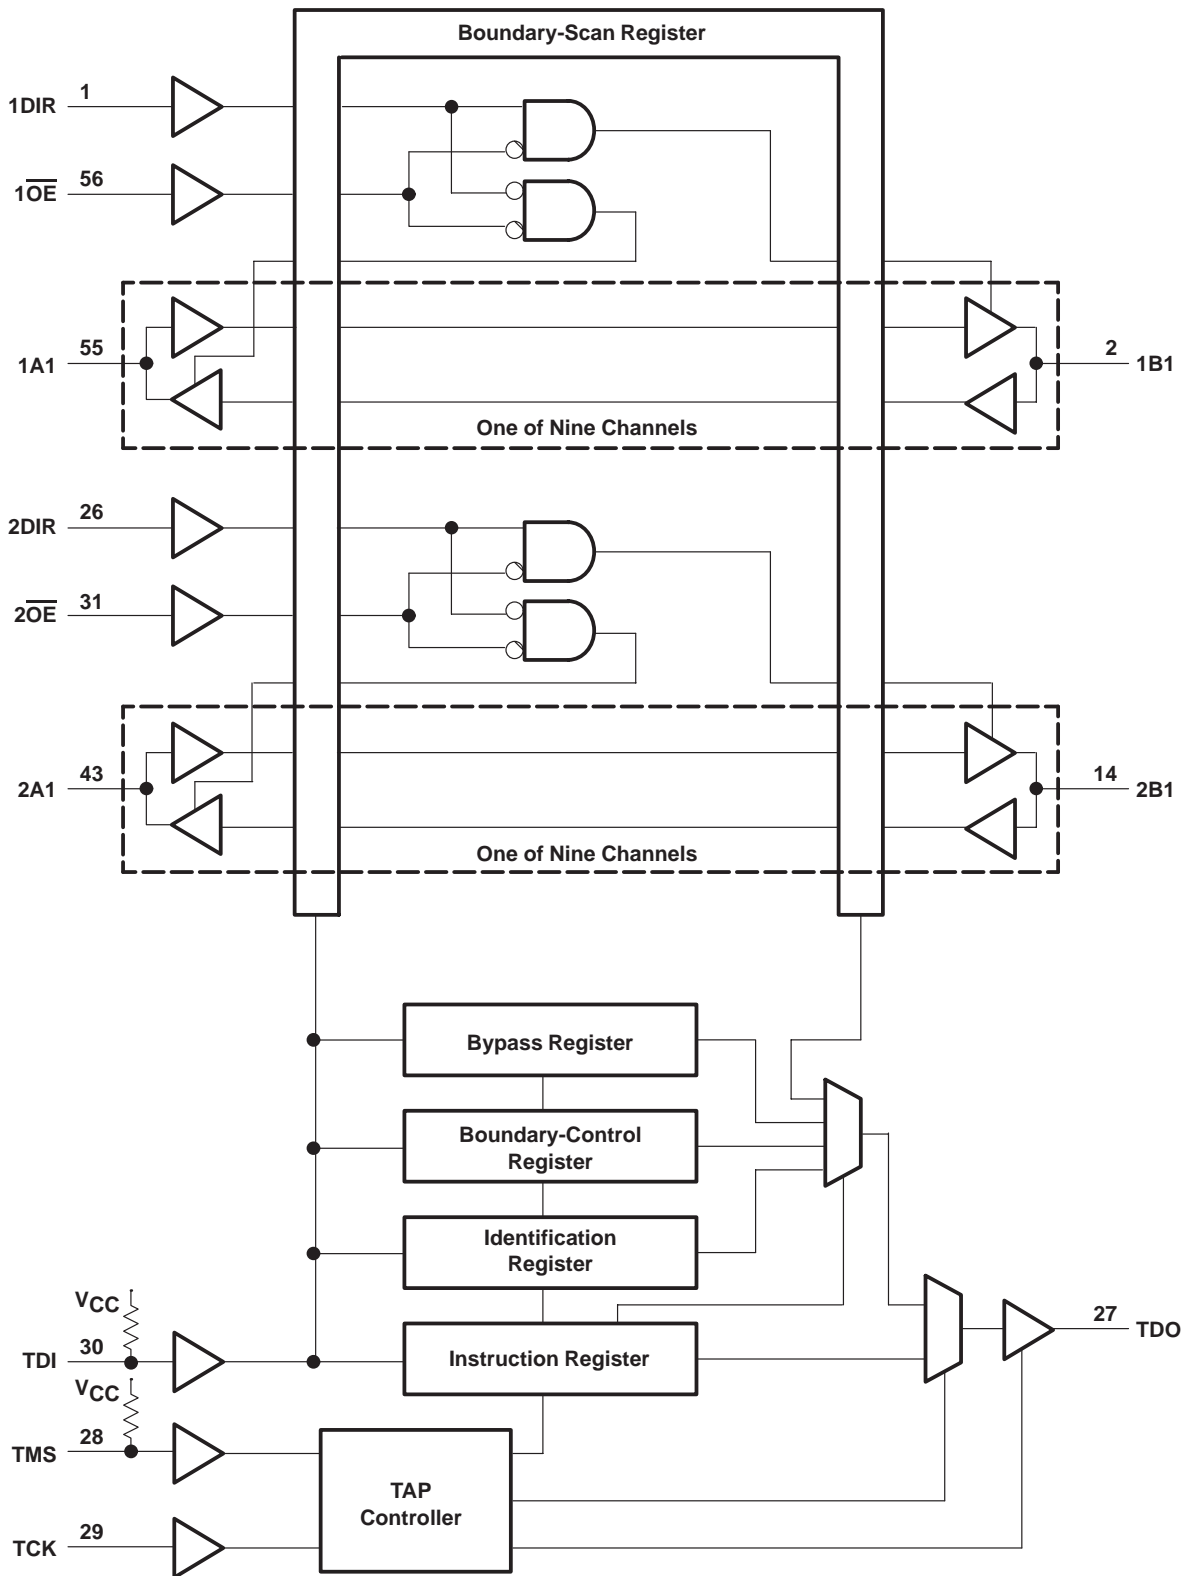 Boundary-Scan Register
1DIR 1
1O̅E̅ 56
1A1 55
2 1B1
One of Nine Channels
2DIR 26
2O̅E̅ 31
2A1 43
14 2B1
One of Nine Channels
Bypass Register
Boundary-Control
Register
Identification
Register
VCC
TDI 30
Instruction Register
27 TDO
VCC
TMS 28
TAP
Controller
TCK 29